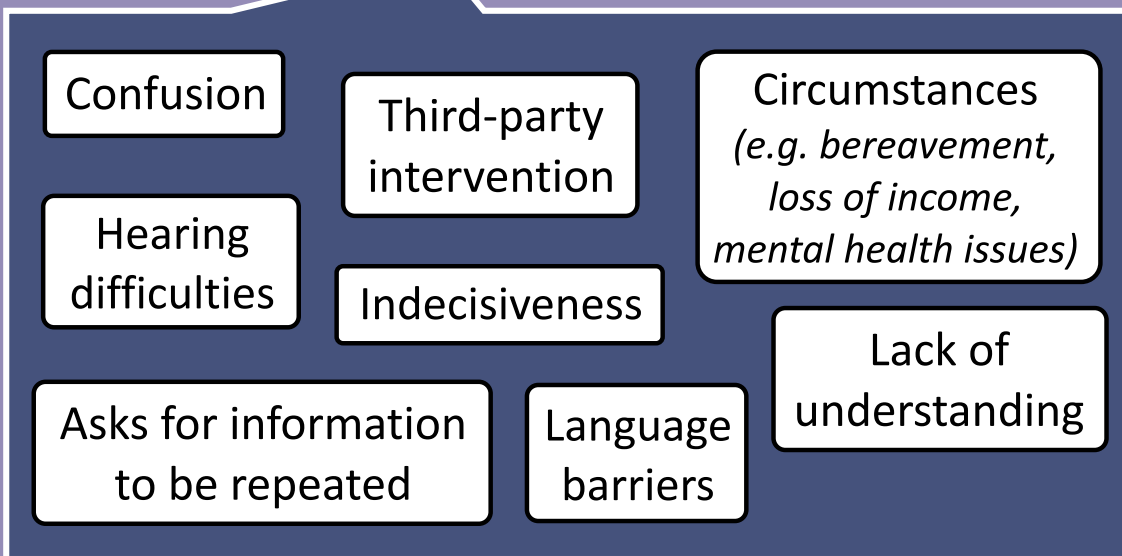 Confusion
Third-party
intervention
Circumstances
(e.g. bereavement,
loss of income,
mental health issues)
Hearing
difficulties
Indecisiveness
Lack of
understanding
Asks for information
to be repeated
Language
barriers